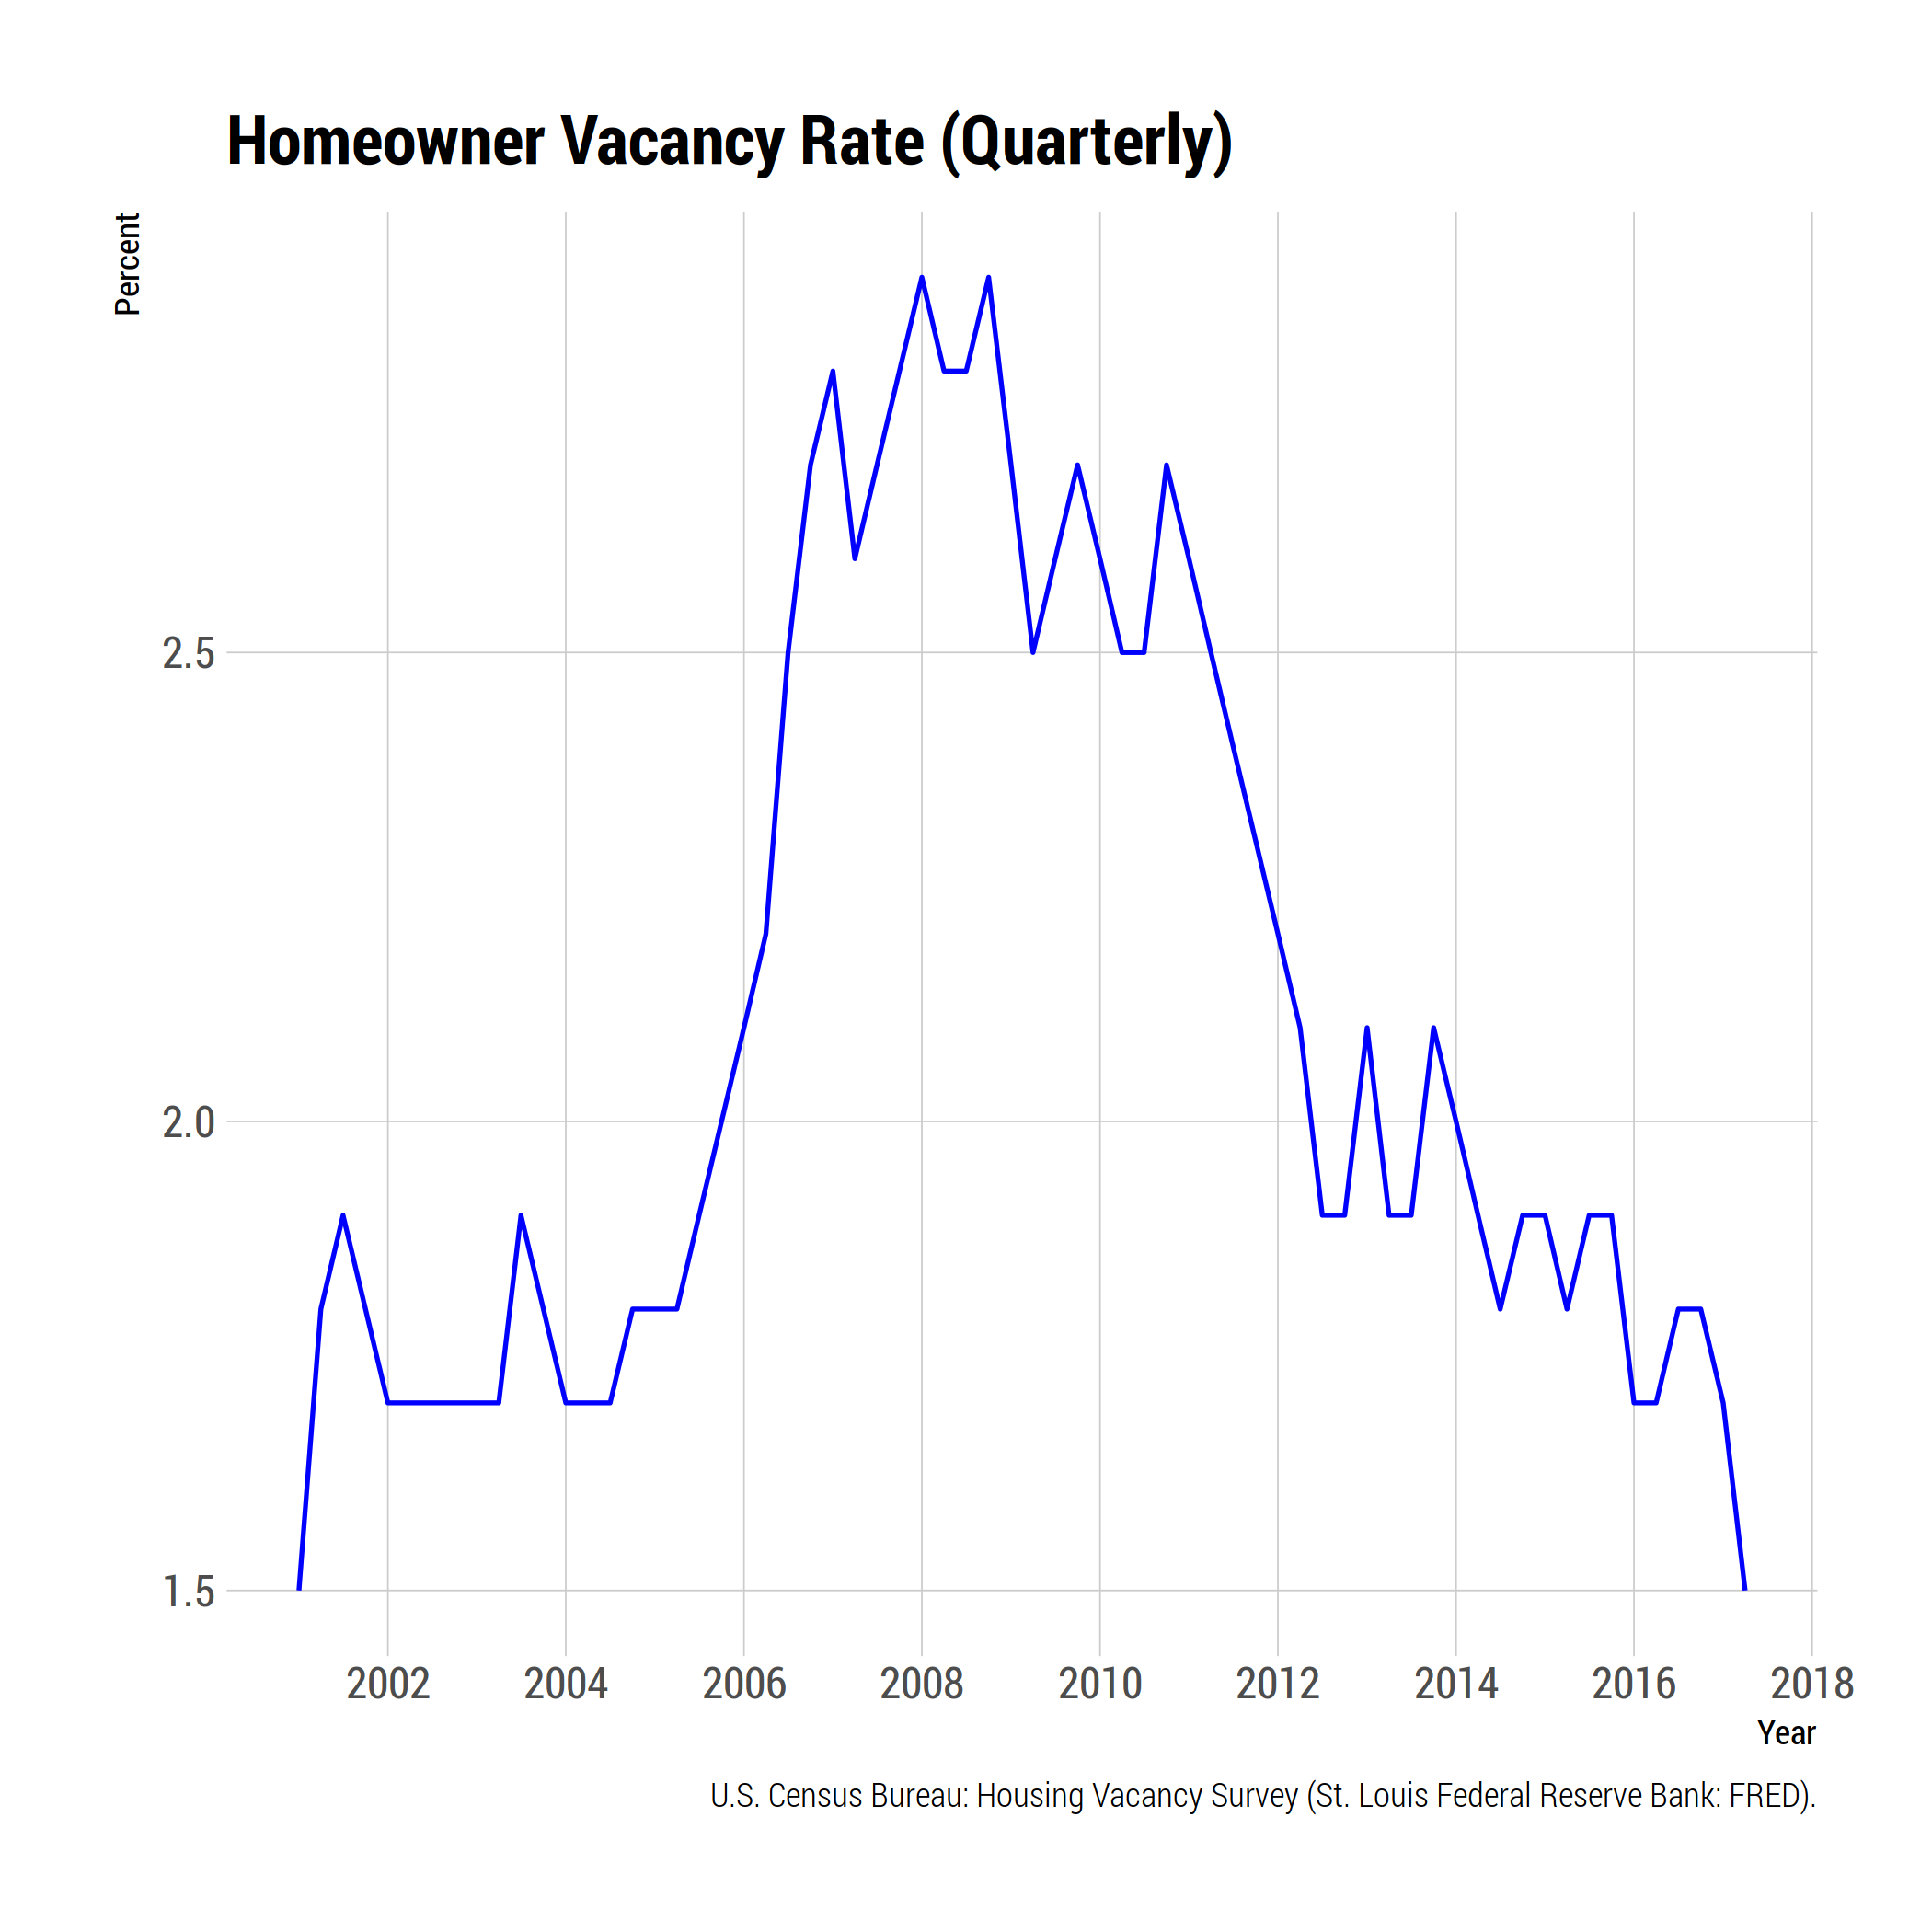 Homeowner Vacancy Rate (Quarterly)
Percent
2.5
2.0
1.5
2002 2004 2006 2008 2010 2012 2014 2016 2018
Year
U.S. Census Bureau: Housing Vacancy Survey (St. Louis Federal Reserve Bank: FRED).